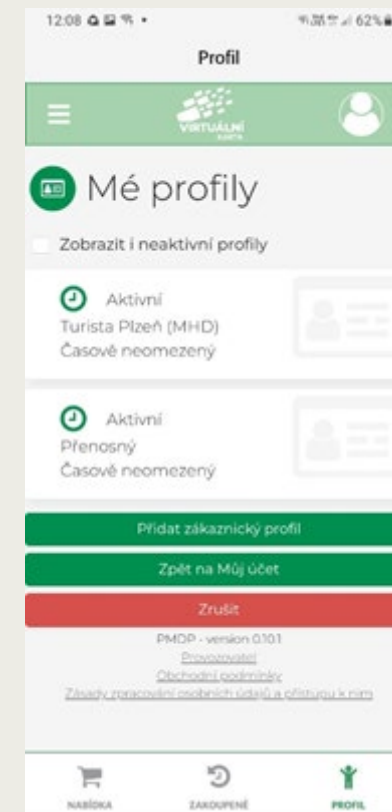 12:08
62%
Profil
VIRTUÁLNÍ
KARTA
Mé profily
Zobrazit i neaktivní profily
Aktivní
Turista Plzeň (MHD)
Časově neomezený
Aktivní
Přenosný
Časově neomezený
Přidat zákaznický profil
Zpět na Můj účet
Zrušit
PMDP - version 0.10.1
Provozovatel
Obchodní podmínky
Zásady zpracování osobních údajů a přístupu k nim
NABÍDKA
ZAKOUPENÉ
PROFIL